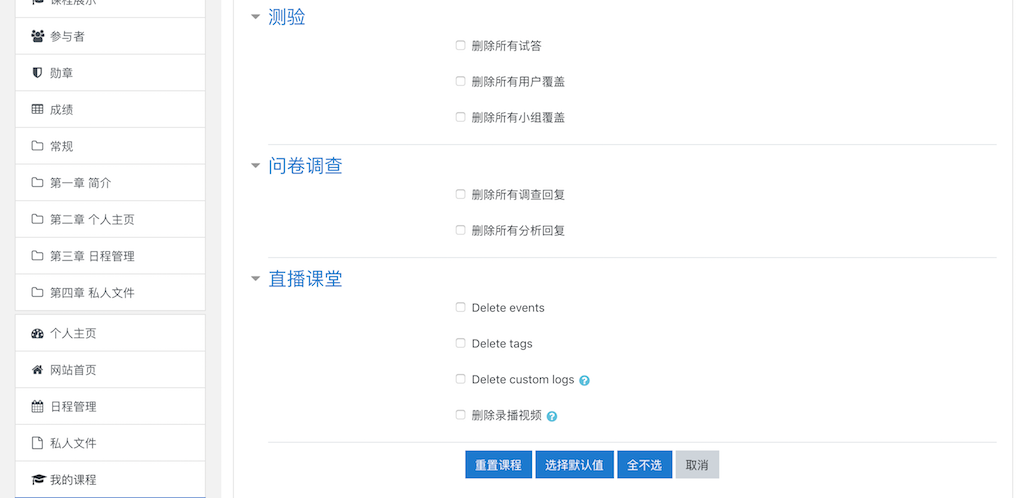 课程展示
参与者
勋章
成绩
常规
第一章 简介
第二章 个人主页
第三章 日程管理
第四章 私人文件
个人主页
网站首页
日程管理
私人文件
我的课程
测验
删除所有试答
删除所有用户覆盖
删除所有小组覆盖
问卷调查
删除所有调查回复
删除所有分析回复
直播课堂
Delete events
Delete tags
Delete custom logs ?
删除录播视频 ?
重置课程 选择默认值 全不选 取消